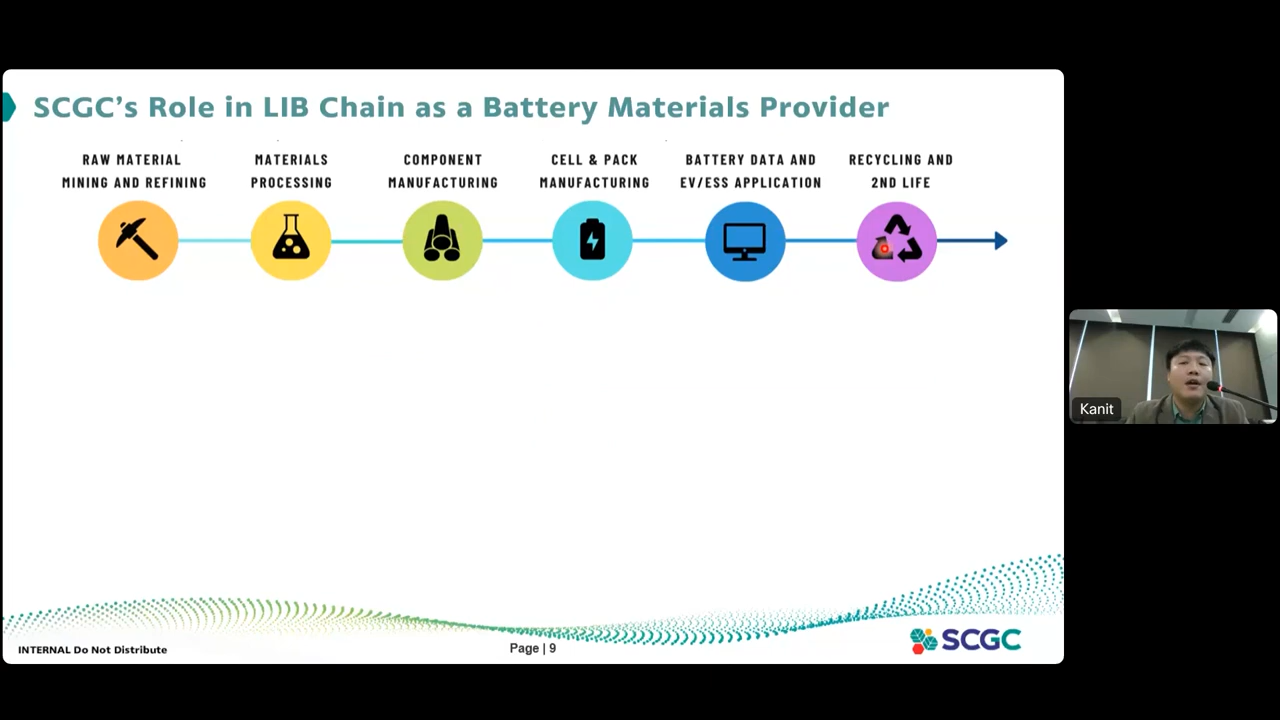 SCGC's Role in LIB Chain as a Battery Materials Provider
RAW MATERIAL
MINING AND REFINING
MATERIALS
PROCESSING
COMPONENT
MANUFACTURING
CELL & PACK
MANUFACTURING
BATTERY DATA AND
EV/ESS APPLICATION
RECYCLING AND
2ND LIFE
Kanit
INTERNAL Do Not Distribute
Page | 9
SCGC